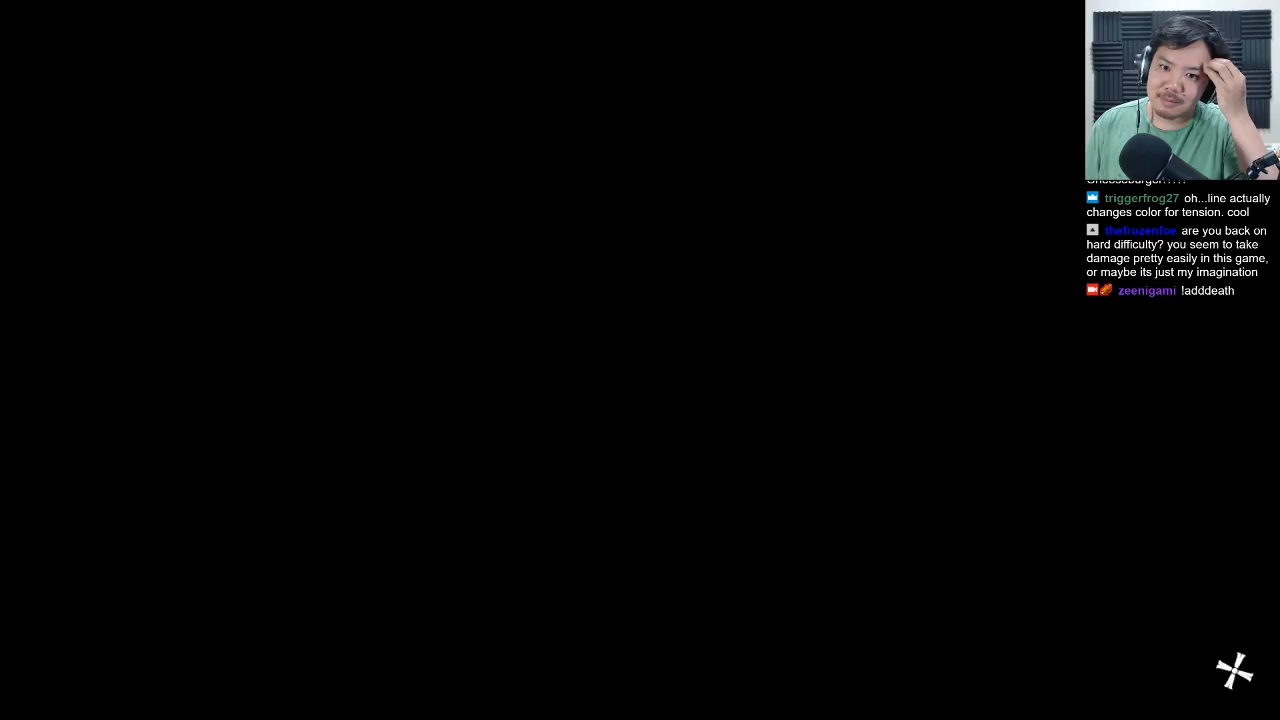 triggerfrog27 oh...line actually
changes color for tension. cool
thefrozenfoe are you back on
hard difficulty? you seem to take
damage pretty easily in this game,
or maybe its just my imagination
zeenigami !adddeath